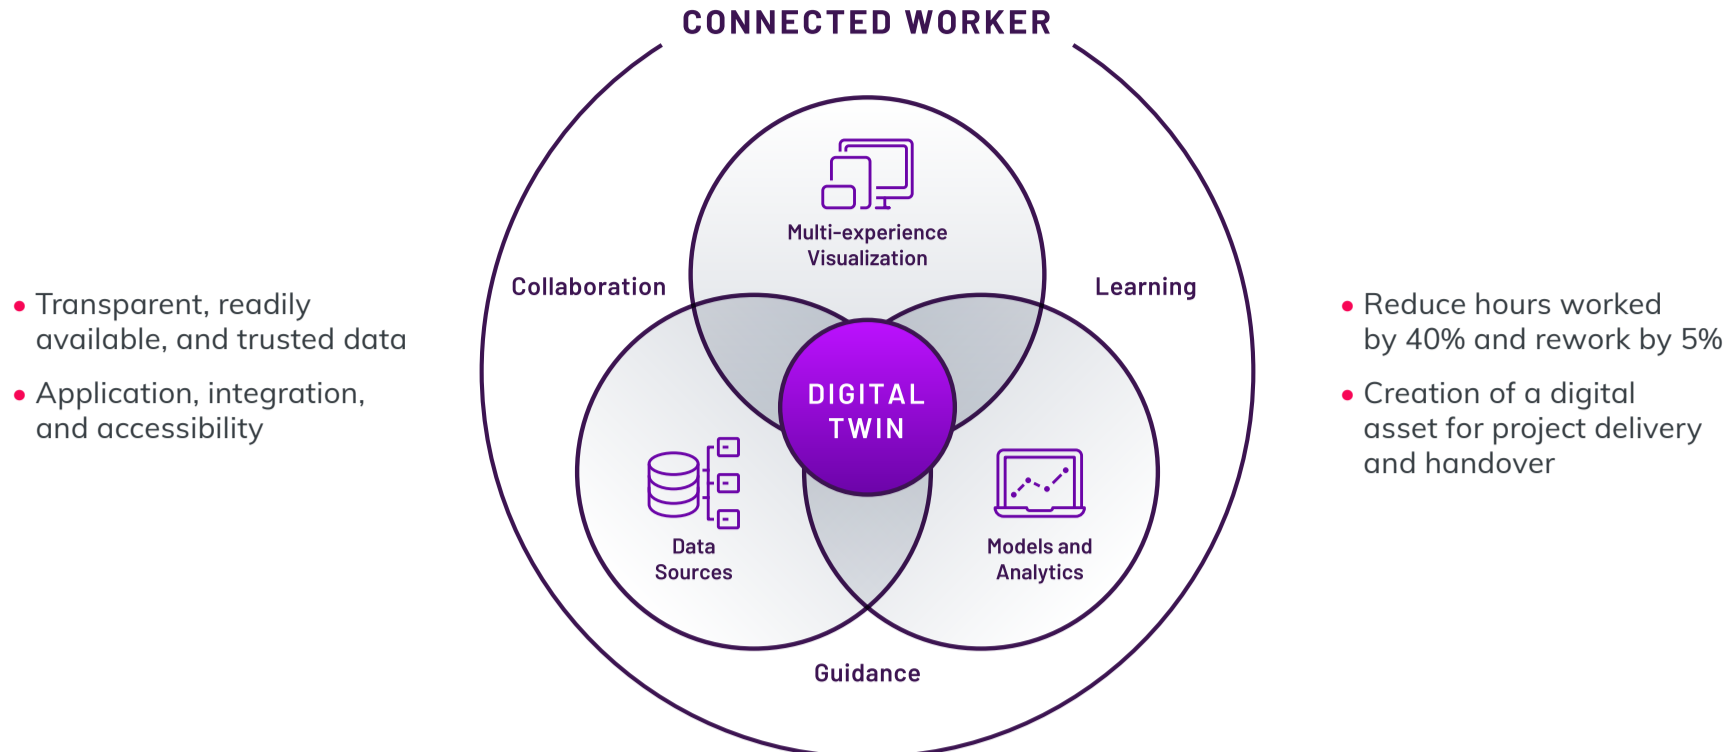 CONNECTED WORKER
Multi-experience
Visualization
Collaboration
Learning
• Transparent, readily
available, and trusted data
• Application, integration,
and accessibility
DIGITAL
TWIN
Data
Sources
Models and
Analytics
Guidance
• Reduce hours worked
by 40% and rework by 5%
• Creation of a digital
asset for project delivery
and handover